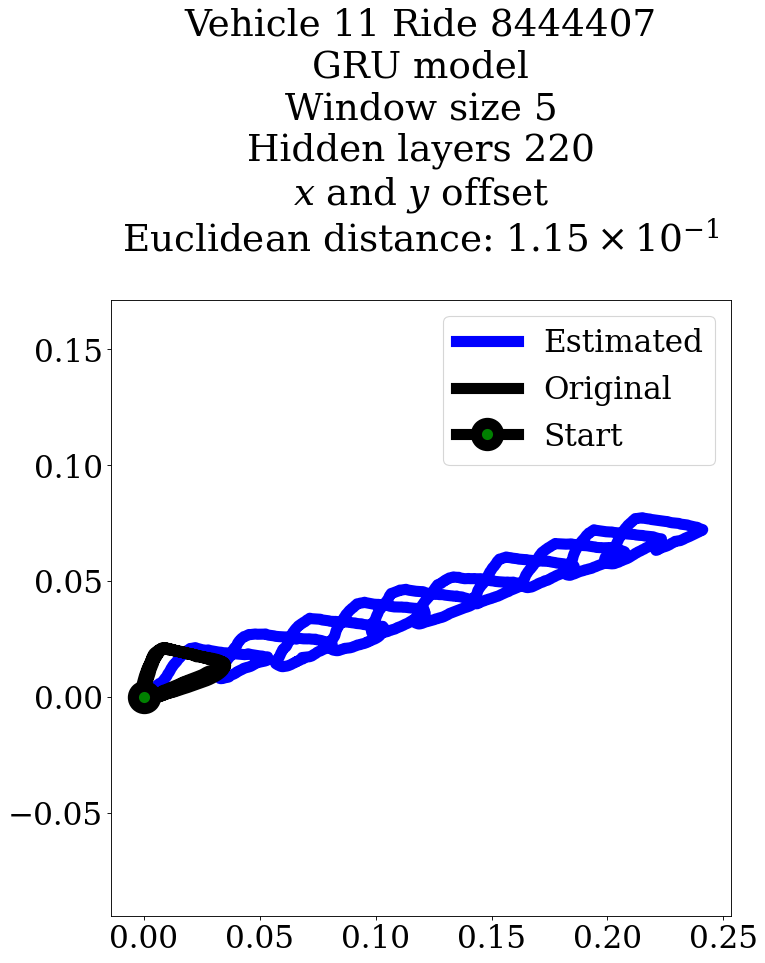 Vehicle 11 Ride 8444407
GRU model
Window size 5
Hidden layers 220
x and y offset
Euclidean distance: 1.15 × 10⁻¹
Estimated
Original
Start
0.15
0.10
0.05
0.00
−0.05
0.00 0.05 0.10 0.15 0.20 0.25